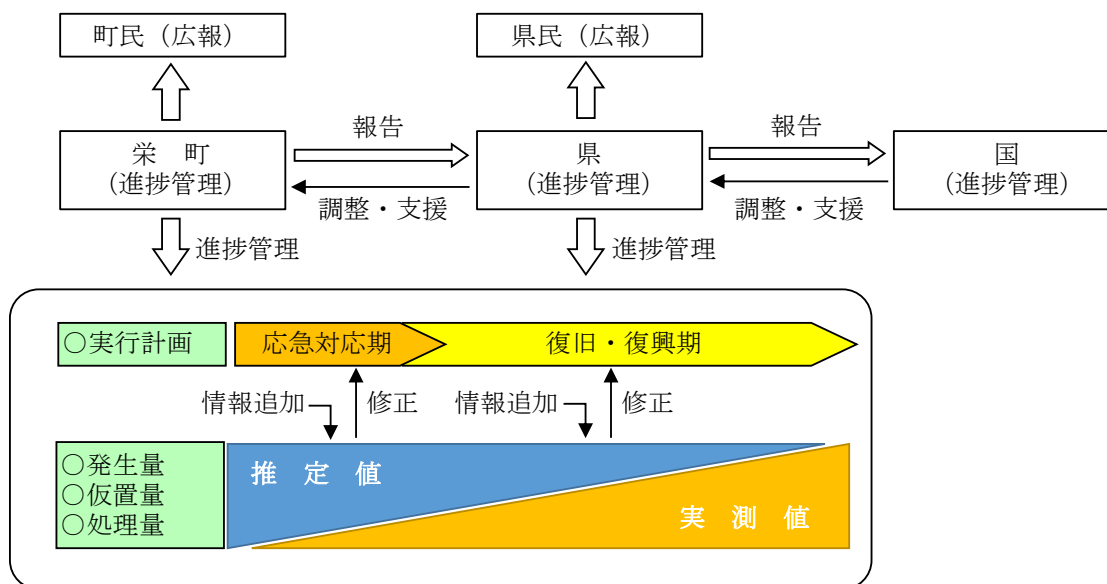 町民（広報）
県民（広報）
報告
報告
栄　町
（進捗管理）
県
（進捗管理）
国
（進捗管理）
調整・支援
調整・支援
進捗管理
進捗管理
○実行計画
応急対応期
復旧・復興期
情報追加
修正
情報追加
修正
○発生量
○仮置量
○処理量
推　定　値
実　測　値